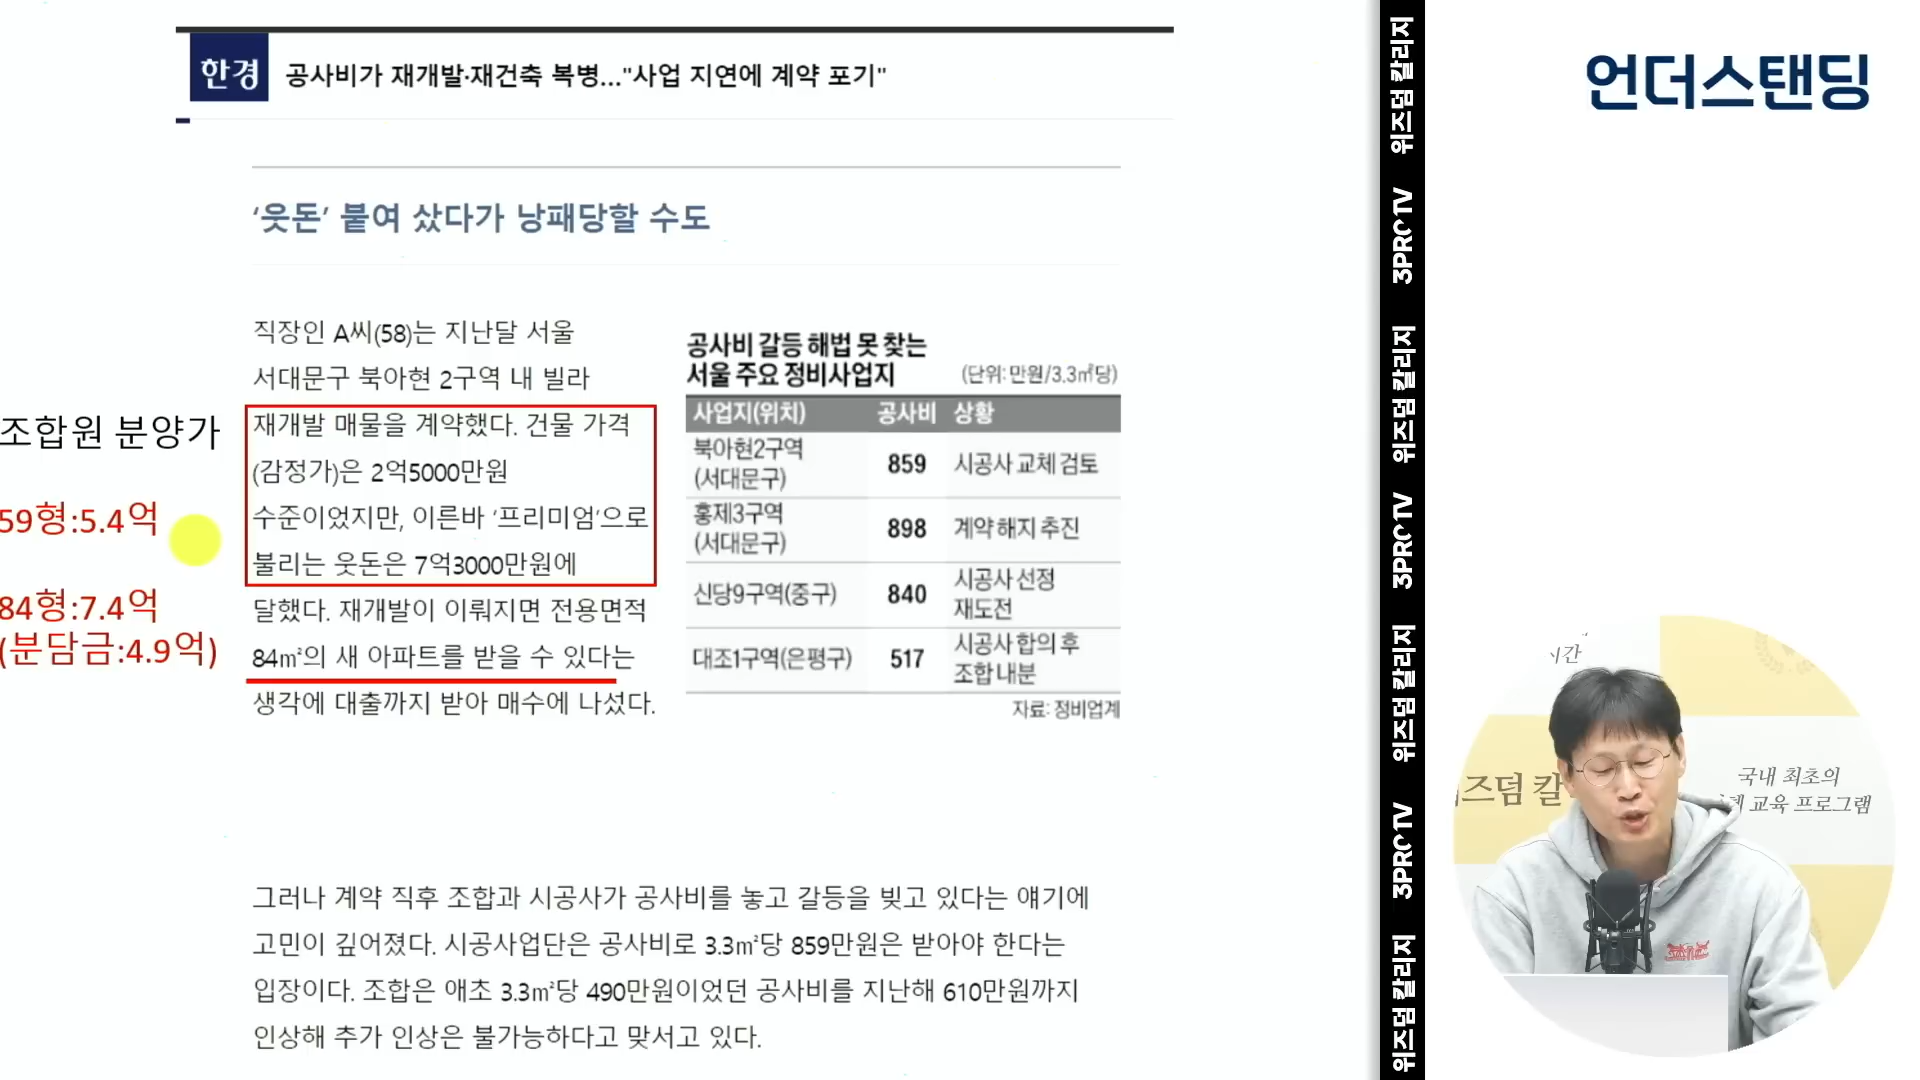 한경 공사비가 재개발·재건축 복병..."사업 지연에 계약 포기"
‘웃돈’ 붙여 샀다가 낭패당할 수도
직장인 A씨(58)는 지난달 서울
서대문구 북아현 2구역 내 빌라
재개발 매물을 계약했다. 건물 가격
(감정가)은 2억5000만원
수준이었지만, 이른바 ‘프리미엄’으로
불리는 웃돈은 7억3000만원에
달했다. 재개발이 이뤄지면 전용면적
84㎡의 새 아파트를 받을 수 있다는
생각에 대출까지 받아 매수에 나섰다.
조합원 분양가
59형:5.4억
84형:7.4억
(분담금:4.9억)
공사비 갈등 해법 못 찾는
서울 주요 정비사업지 (단위:만원/3.3㎡당)
사업지(위치) 공사비 상황
북아현2구역
(서대문구) 859 시공사 교체 검토
홍제3구역
(서대문구) 898 계약 해지 추진
신당9구역(중구) 840 시공사 선정
재도전
대조1구역(은평구) 517 시공사 합의 후
조합 내분
자료:정비업계
그러나 계약 직후 조합과 시공사가 공사비를 놓고 갈등을 빚고 있다는 얘기에
고민이 깊어졌다. 시공사업단은 공사비로 3.3㎡당 859만원은 받아야 한다는
입장이다. 조합은 애초 3.3㎡당 490만원이었던 공사비를 지난해 610만원까지
인상해 추가 인상은 불가능하다고 맞서고 있다.
위즈덤 칼리지
3PROTV
위즈덤 칼리지
3PROTV
위즈덤 칼리지
3PROTV
위즈덤 칼리지
언더스탠딩
즈덤 칼
국내 최초의
교육 프로그램